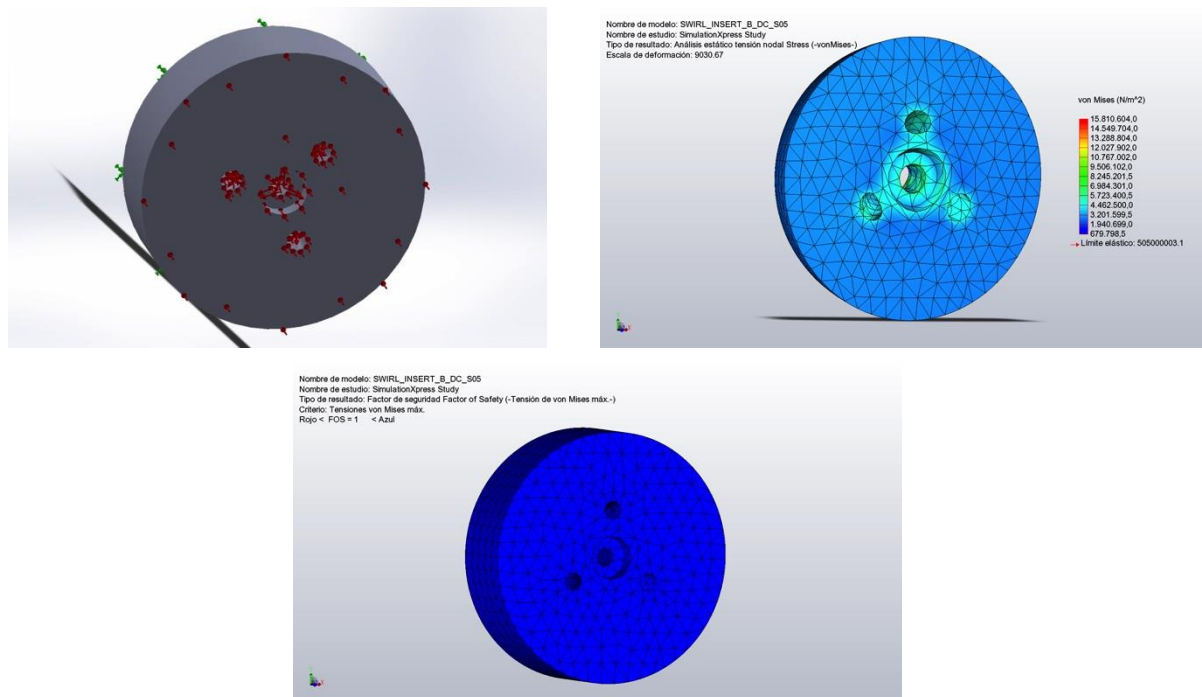 Nombre de modelo: SWIRL_INSERT_B_DC_S05
Nombre de estudio: SimulationXpress Study
Tipo de resultado: Análisis estático tensión nodal Stress (-vonMises-)
Escala de deformación: 9030.67
von Mises (N/m^2)
15.810.604,0
14.549.704,0
13.288.804,0
12.027.902,0
10.767.002,0
9.506.102,0
8.245.201,5
6.984.301,0
5.723.400,5
4.462.500,0
3.201.599,5
1.940.699,0
679.798,5
Límite elástico: 505000003.1
Nombre de modelo: SWIRL_INSERT_B_DC_S05
Nombre de estudio: SimulationXpress Study
Tipo de resultado: Factor de seguridad Factor of Safety (-Tensión de von Mises máx.-)
Criterio: Tensiones von Mises máx.
Rojo < FOS = 1 < Azul